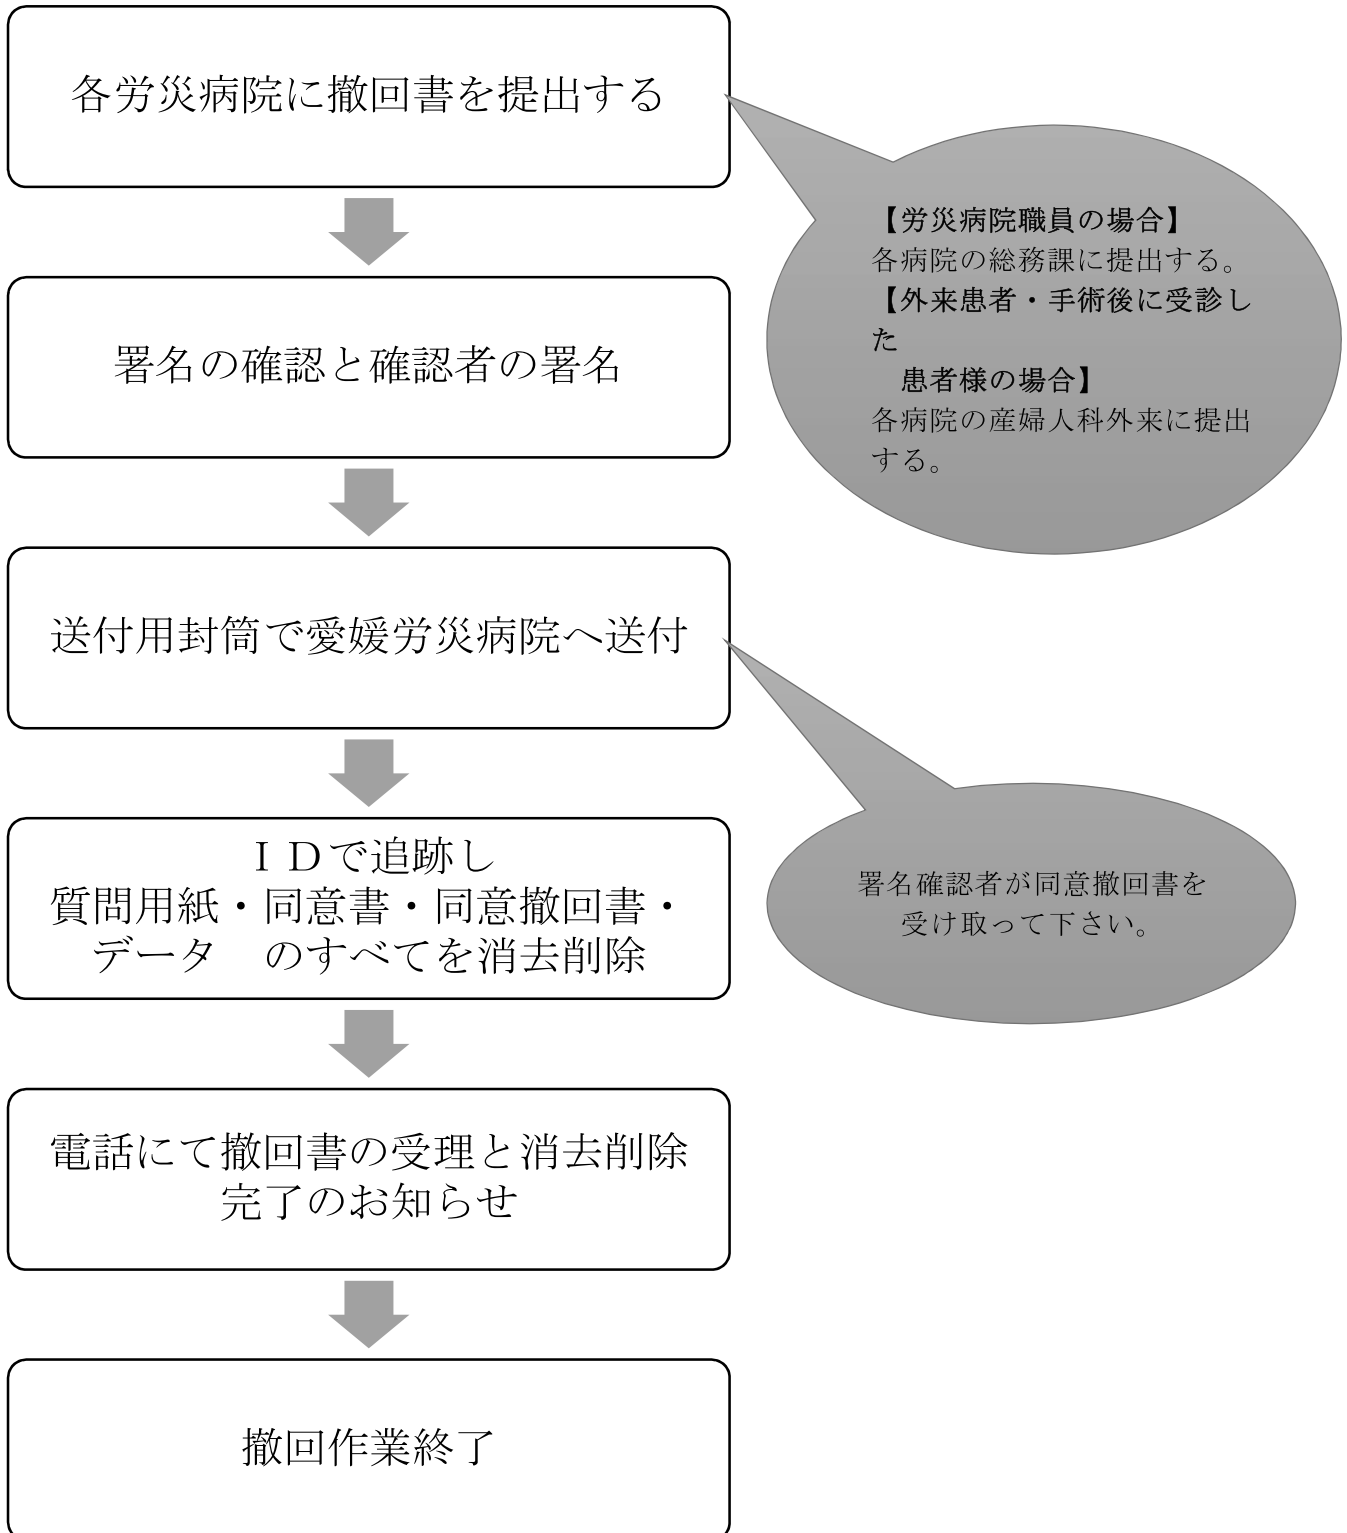 各労災病院に撤回書を提出する
【労災病院職員の場合】
各病院の総務課に提出する。
【外来患者・手術後に受診し
た
　患者様の場合】
各病院の産婦人科外来に提出
する。
署名の確認と確認者の署名
送付用封筒で愛媛労災病院へ送付
署名確認者が同意撤回書を
受け取って下さい。
ＩＤで追跡し
質問用紙・同意書・同意撤回書・
データ　のすべてを消去削除
電話にて撤回書の受理と消去削除
完了のお知らせ
撤回作業終了